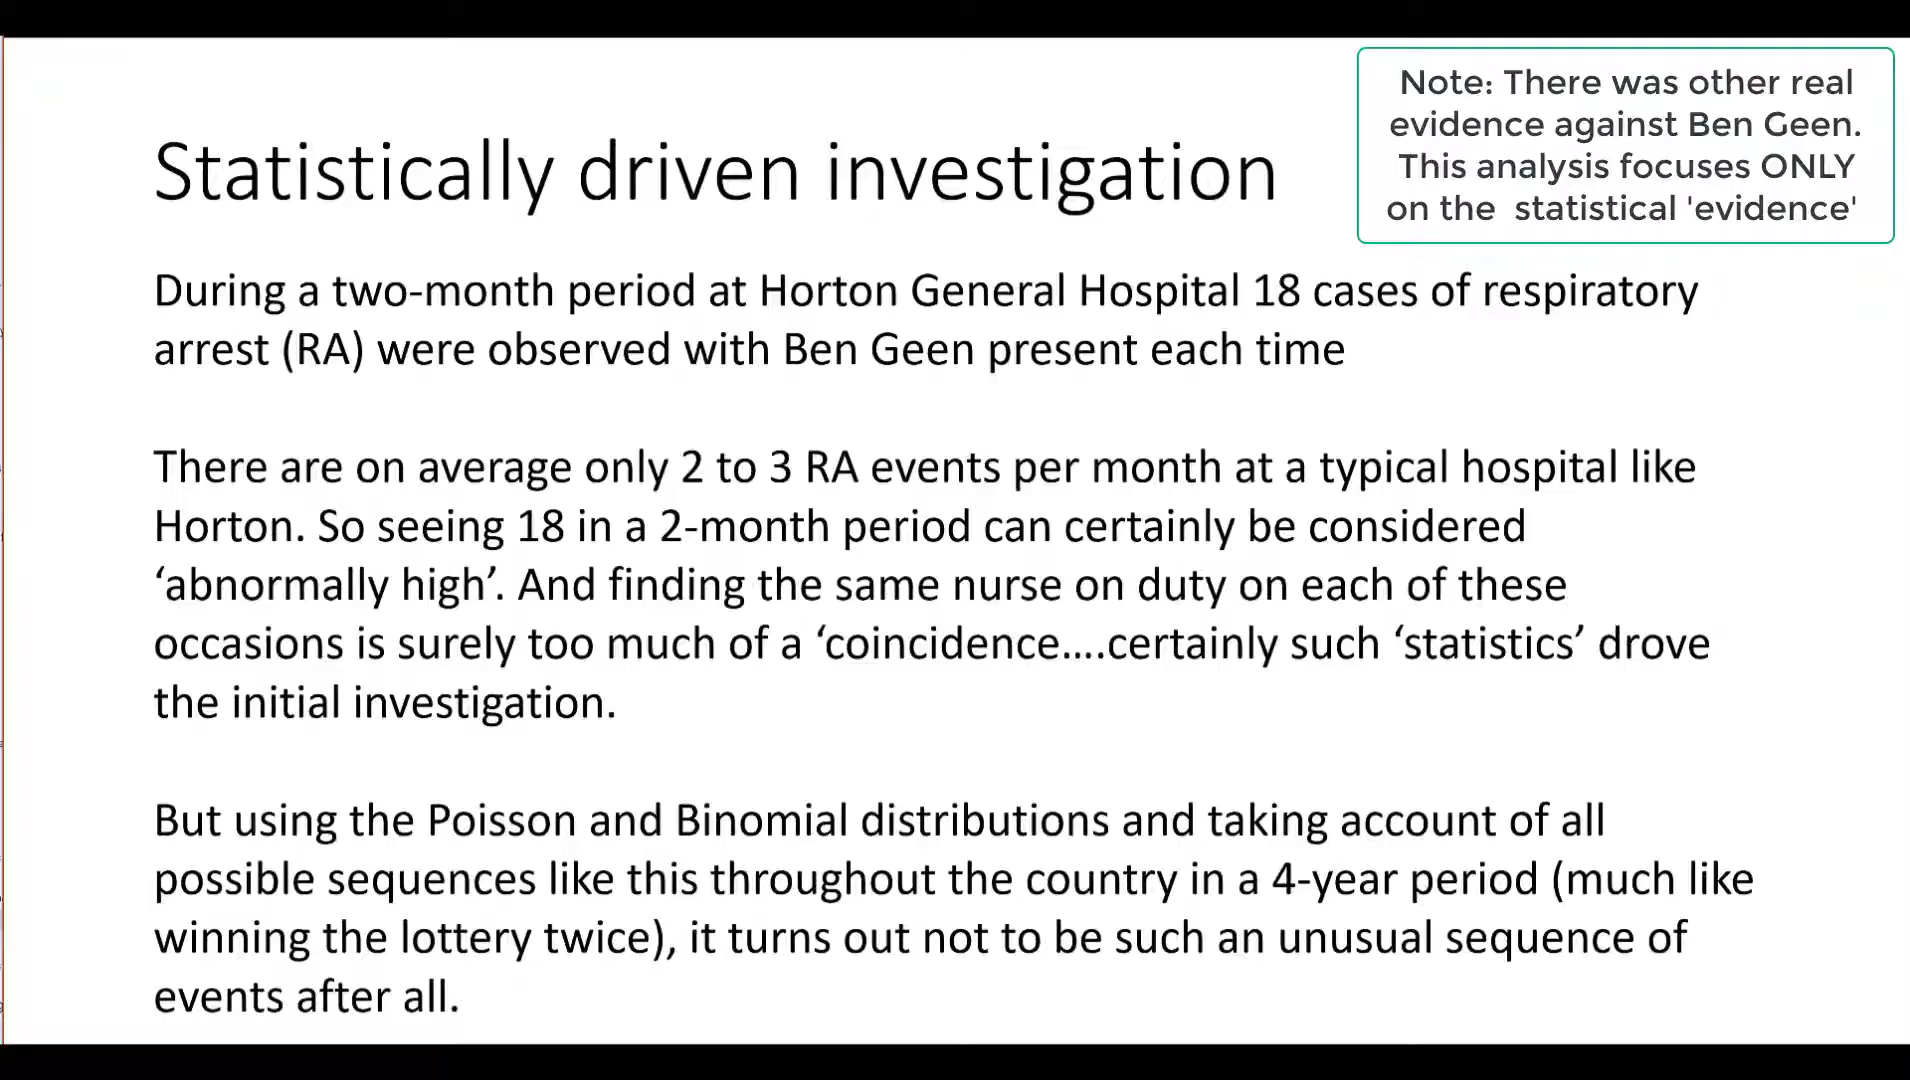 Note: There was other real
evidence against Ben Geen.
This analysis focuses ONLY
on the statistical 'evidence'
Statistically driven investigation
During a two-month period at Horton General Hospital 18 cases of respiratory
arrest (RA) were observed with Ben Geen present each time
There are on average only 2 to 3 RA events per month at a typical hospital like
Horton. So seeing 18 in a 2-month period can certainly be considered
‘abnormally high’. And finding the same nurse on duty on each of these
occasions is surely too much of a ‘coincidence....certainly such ‘statistics’ drove
the initial investigation.
But using the Poisson and Binomial distributions and taking account of all
possible sequences like this throughout the country in a 4-year period (much like
winning the lottery twice), it turns out not to be such an unusual sequence of
events after all.